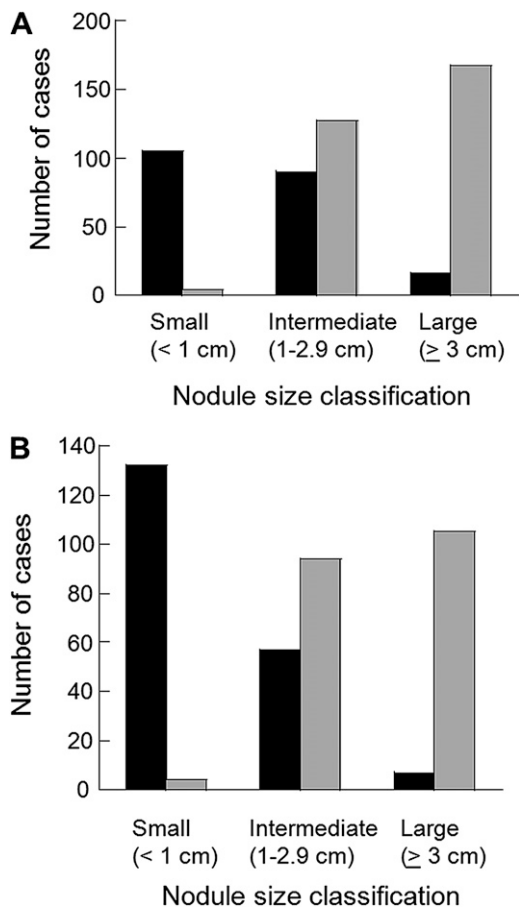 A
200
150
100
50
0
Number of cases
Small Intermediate Large
(< 1 cm) (1-2.9 cm) (≥ 3 cm)
Nodule size classification
B
140
120
100
80
60
40
20
0
Number of cases
Small Intermediate Large
(< 1 cm) (1-2.9 cm) (≥ 3 cm)
Nodule size classification